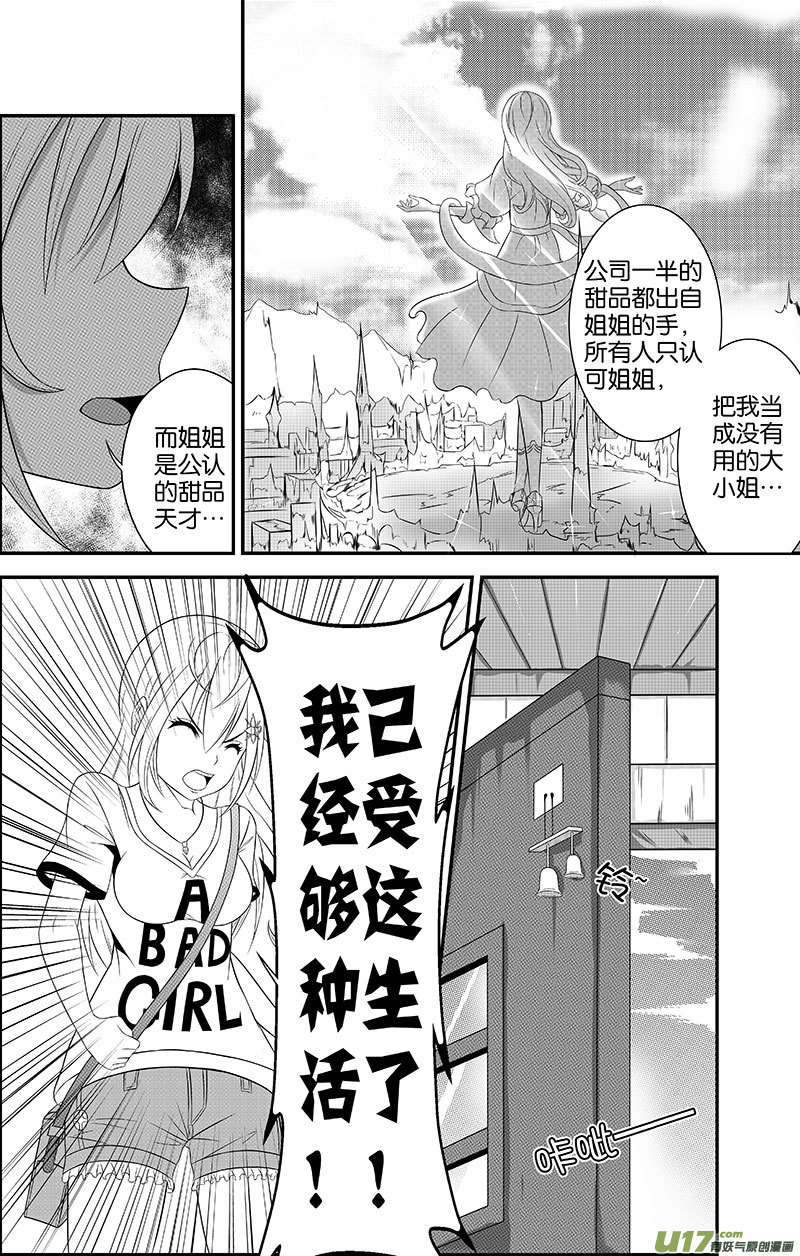 而姐姐
是公认
的甜品
天才…
公司一半的
甜品都出自
姐姐的手，
所有人只认
可姐姐，
把我当
成没有
用的大
小姐…
我已
经受
够这
种生
活了
！！
A
BAD
GIRL
铃~
咔呲——
U17.com
有妖气原创漫画